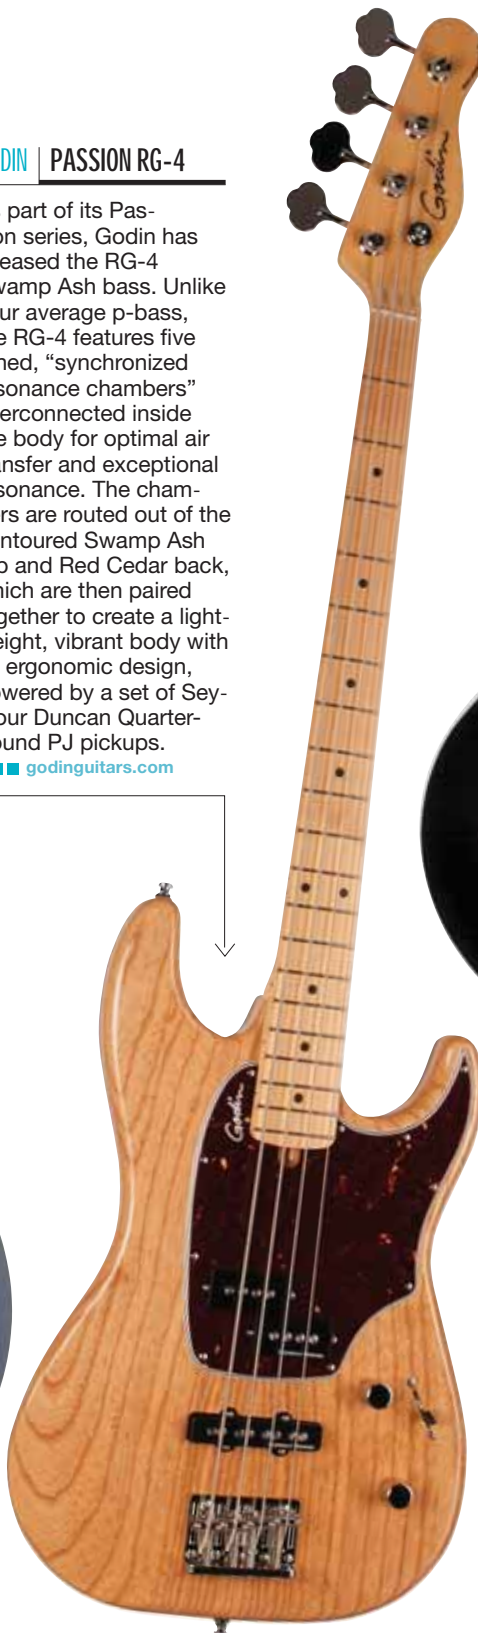 DIN | PASSION RG-4
part of its Pas-
on series, Godin has
eased the RG-4
wamp Ash bass. Unlike
ur average p-bass,
e RG-4 features five
ned, “synchronized
sonance chambers”
erconnected inside
e body for optimal air
ansfer and exceptional
sonance. The cham-
ers are routed out of the
ntoured Swamp Ash
p and Red Cedar back,
hich are then paired
gether to create a light-
eight, vibrant body with
ergonomic design,
owered by a set of Sey-
our Duncan Quarter-
ound PJ pickups.
godinguitars.com
Godin
Godin